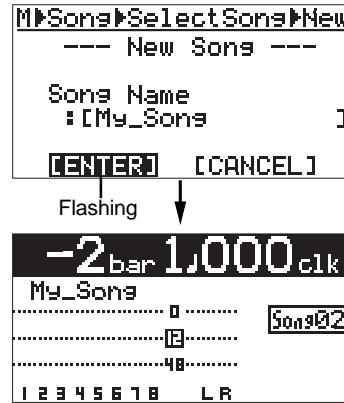 M▶Song▶SelectSong▶New
--- New Song ---
Song Name
:[My_Song ]
[ENTER] [CANCEL]
Flashing
-2bar 1,000clk
My_Song
0
12
Song02
48
1 2 3 4 5 6 7 8 L R